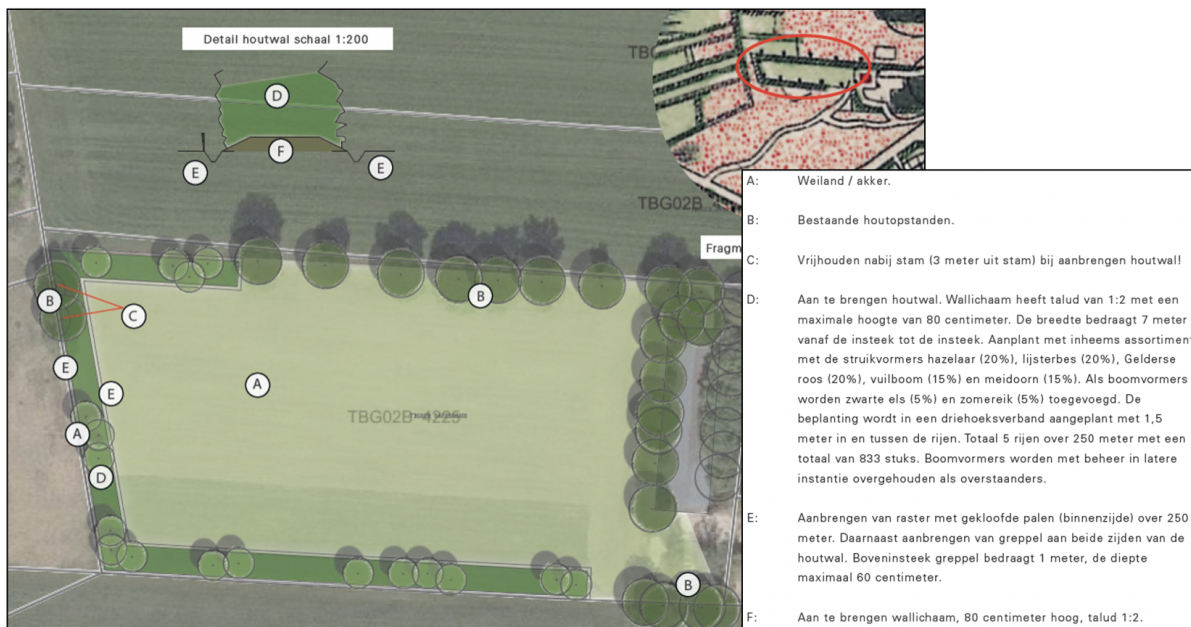 Detail houtwal schaal 1:200
TBG
D
F
E
E
TBG02B
Fragm
B
B
C
E
E
A
A
TBG02B 4223
D
B
A: Weiland / akker.
B: Bestaande houtopstanden.
C: Vrijhouden nabij stam (3 meter uit stam) bij aanbrengen houtwal!
D: Aan te brengen houtwal. Wallichaam heeft talud van 1:2 met een
maximale hoogte van 80 centimeter. De breedte bedraagt 7 meter
vanaf de insteek tot de insteek. Aanplant met inheems assortiment
met de struikvormers hazelaar (20%), lijsterbes (20%), Gelderse
roos (20%), vuilboom (15%) en meidoorn (15%). Als boomvormers
worden zwarte els (5%) en zomereik (5%) toegevoegd. De
beplanting wordt in een driehoeksverband aangeplant met 1,5
meter in en tussen de rijen. Totaal 5 rijen over 250 meter met een
totaal van 833 stuks. Boomvormers worden met beheer in latere
instantie overgehouden als overstaanders.
E: Aanbrengen van raster met gekloofde palen (binnenzijde) over 250
meter. Daarnaast aanbrengen van greppel aan beide zijden van de
houtwal. Boveninsteek greppel bedraagt 1 meter, de diepte
maximaal 60 centimeter.
F: Aan te brengen wallichaam, 80 centimeter hoog, talud 1:2.